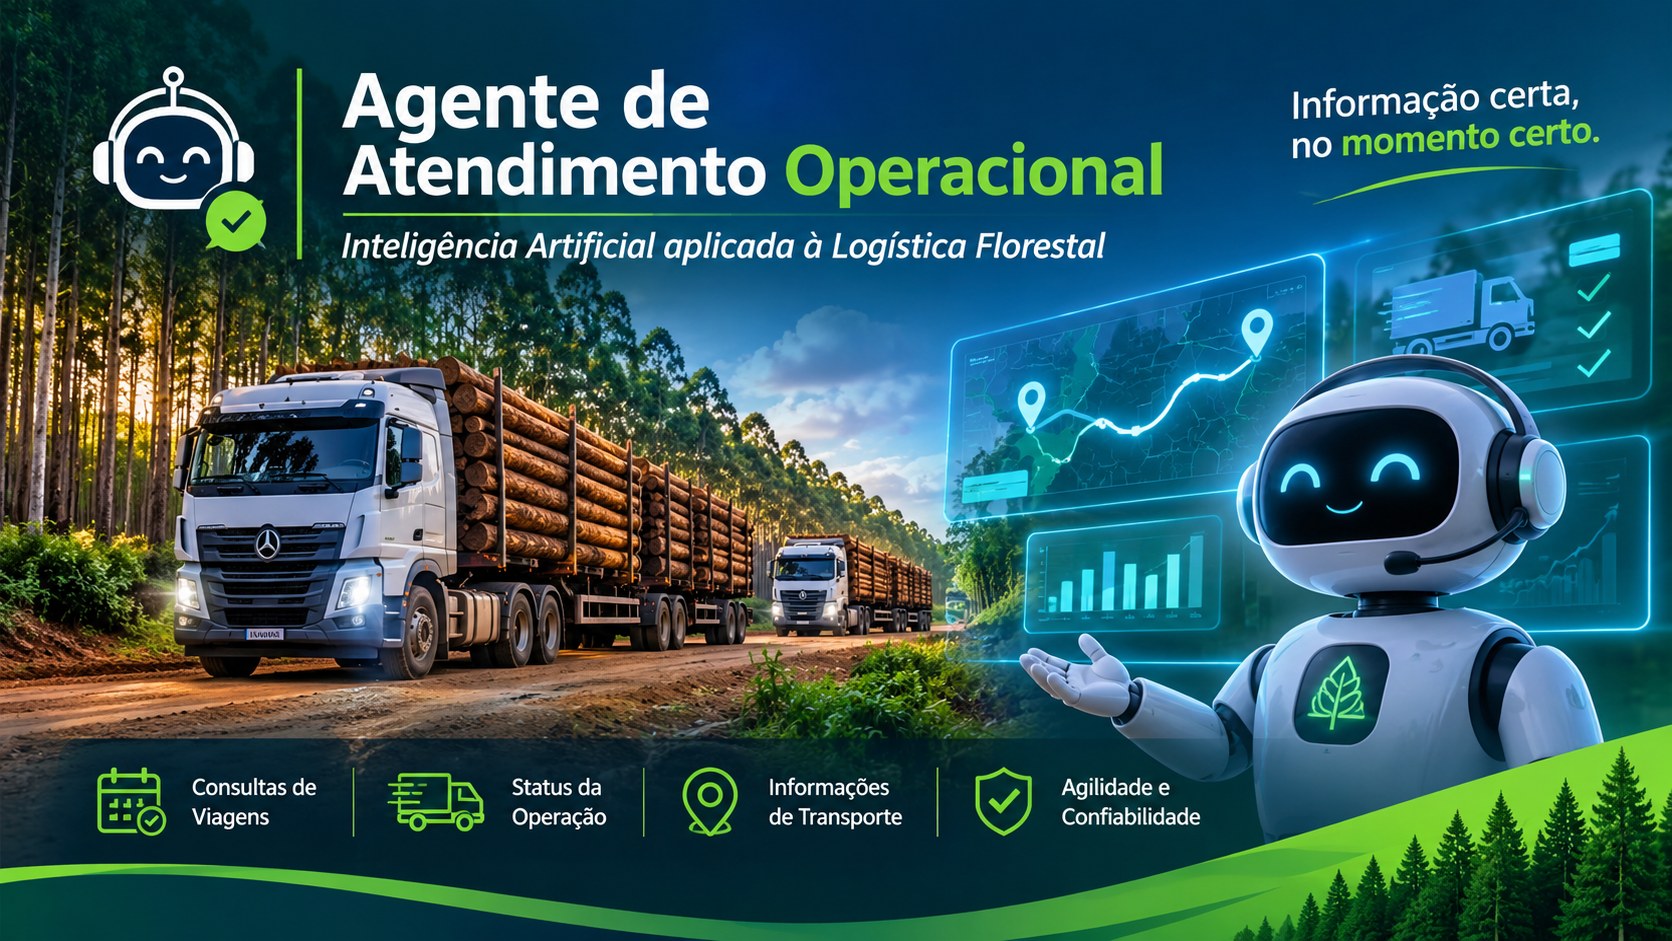 Agente de
Atendimento Operacional
Inteligência Artificial aplicada à Logística Florestal
Informação certa,
no momento certo.
Consultas de
Viagens
Status da
Operação
Informações
de Transporte
Agilidade e
Confiabilidade